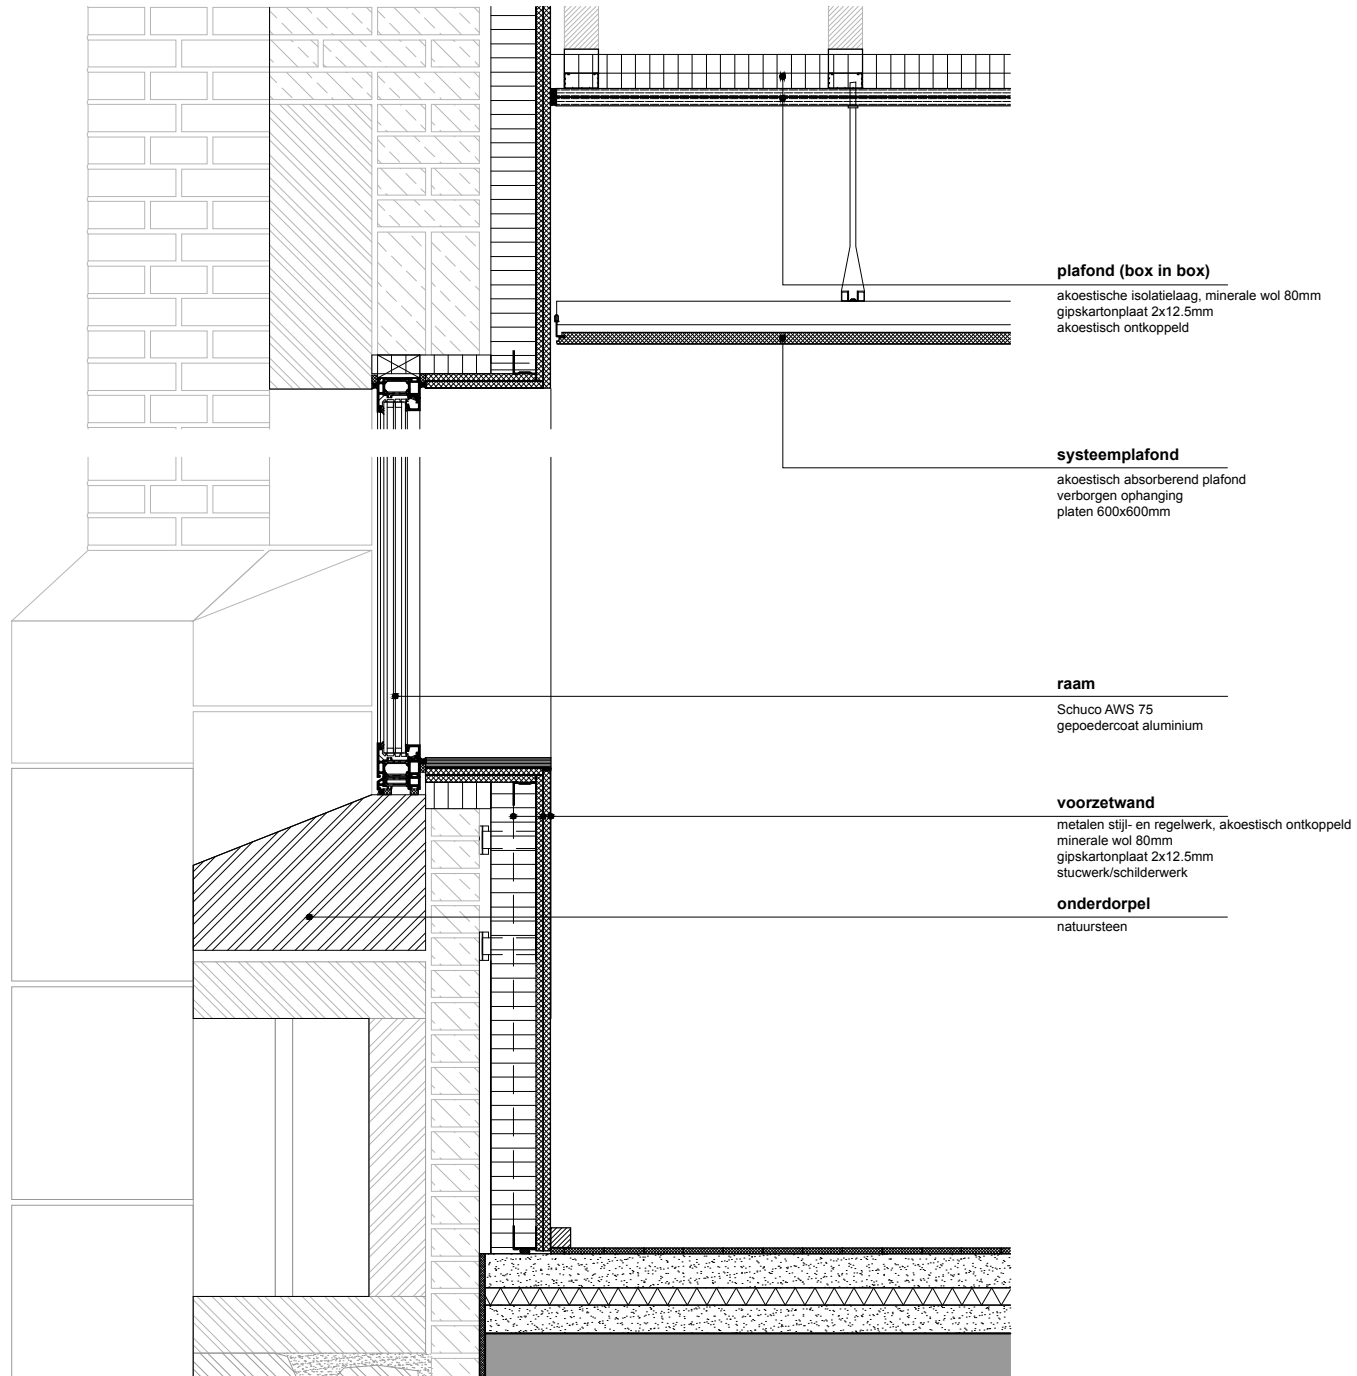 plafond (box in box)
akoestische isolatielaag, minerale wol 80mm
gipskartonplaat 2x12.5mm
akoestisch ontkoppeld
systeemplafond
akoestisch absorberend plafond
verborgen ophanging
platen 600x600mm
raam
Schuco AWS 75
gepoedercoat aluminium
voorzetwand
metalen stijl- en regelwerk, akoestisch ontkoppeld
minerale wol 80mm
gipskartonplaat 2x12.5mm
stucwerk/schilderwerk
onderdorpel
natuursteen